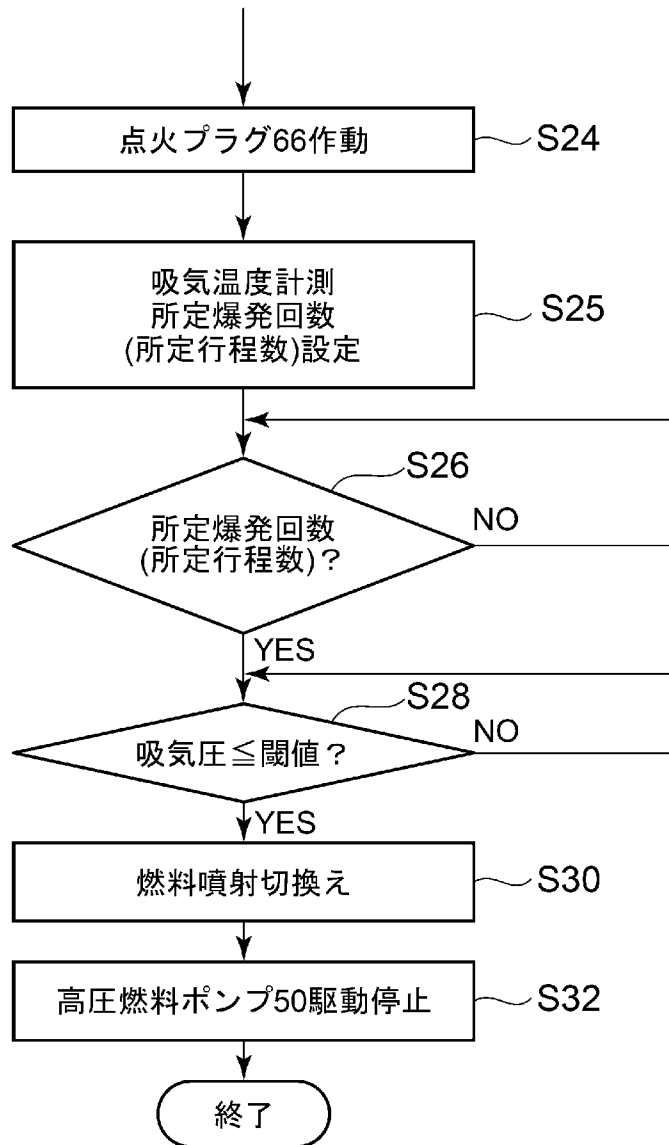 点火プラグ66作動
S24
吸気温度計測
所定爆発回数
(所定行程数)設定
S25
S26
所定爆発回数
(所定行程数)?
NO
YES
S28
吸気圧≦閾値?
NO
YES
燃料噴射切換え
S30
高圧燃料ポンプ50駆動停止
S32
終了